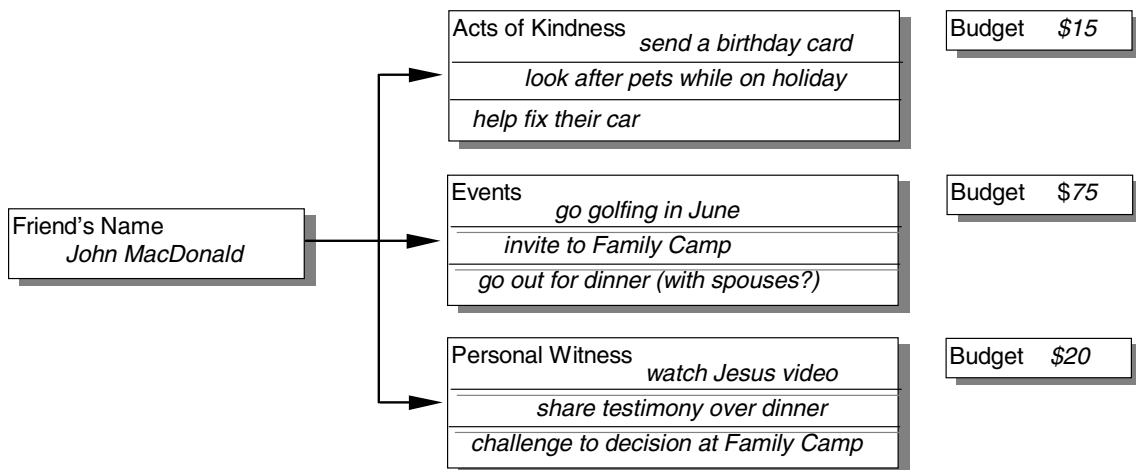 Acts of Kindness
send a birthday card
look after pets while on holiday
help fix their car
Budget $15
Friend's Name
John MacDonald
Events
go golfing in June
invite to Family Camp
go out for dinner (with spouses?)
Budget $75
Personal Witness
watch Jesus video
share testimony over dinner
challenge to decision at Family Camp
Budget $20